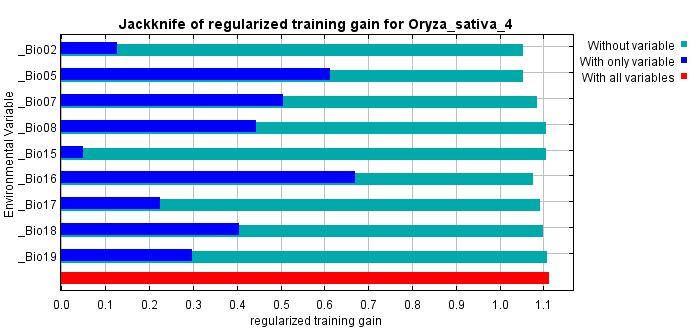 Jackknife of regularized training gain for Oryza_sativa_4
Without variable
With only variable
With all variables
Environmental Variable
_Bio02
_Bio05
_Bio07
_Bio08
_Bio15
_Bio16
_Bio17
_Bio18
_Bio19
0.0 0.1 0.2 0.3 0.4 0.5 0.6 0.7 0.8 0.9 1.0 1.1
regularized training gain